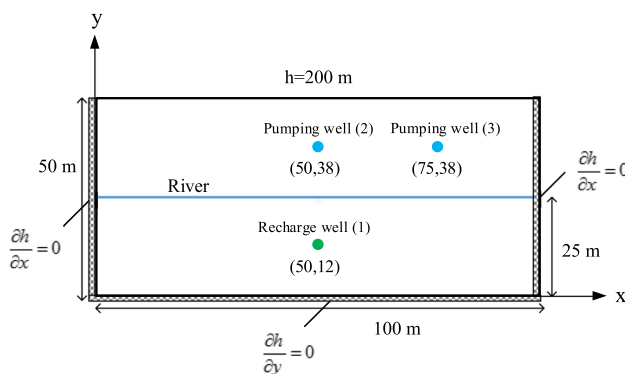 y
h=200 m
Pumping well (2) Pumping well (3)
(50,38) (75,38)
50 m
∂h/∂x = 0
River
Recharge well (1)
(50,12)
25 m
∂h/∂x = 0
x
100 m
∂h/∂y = 0